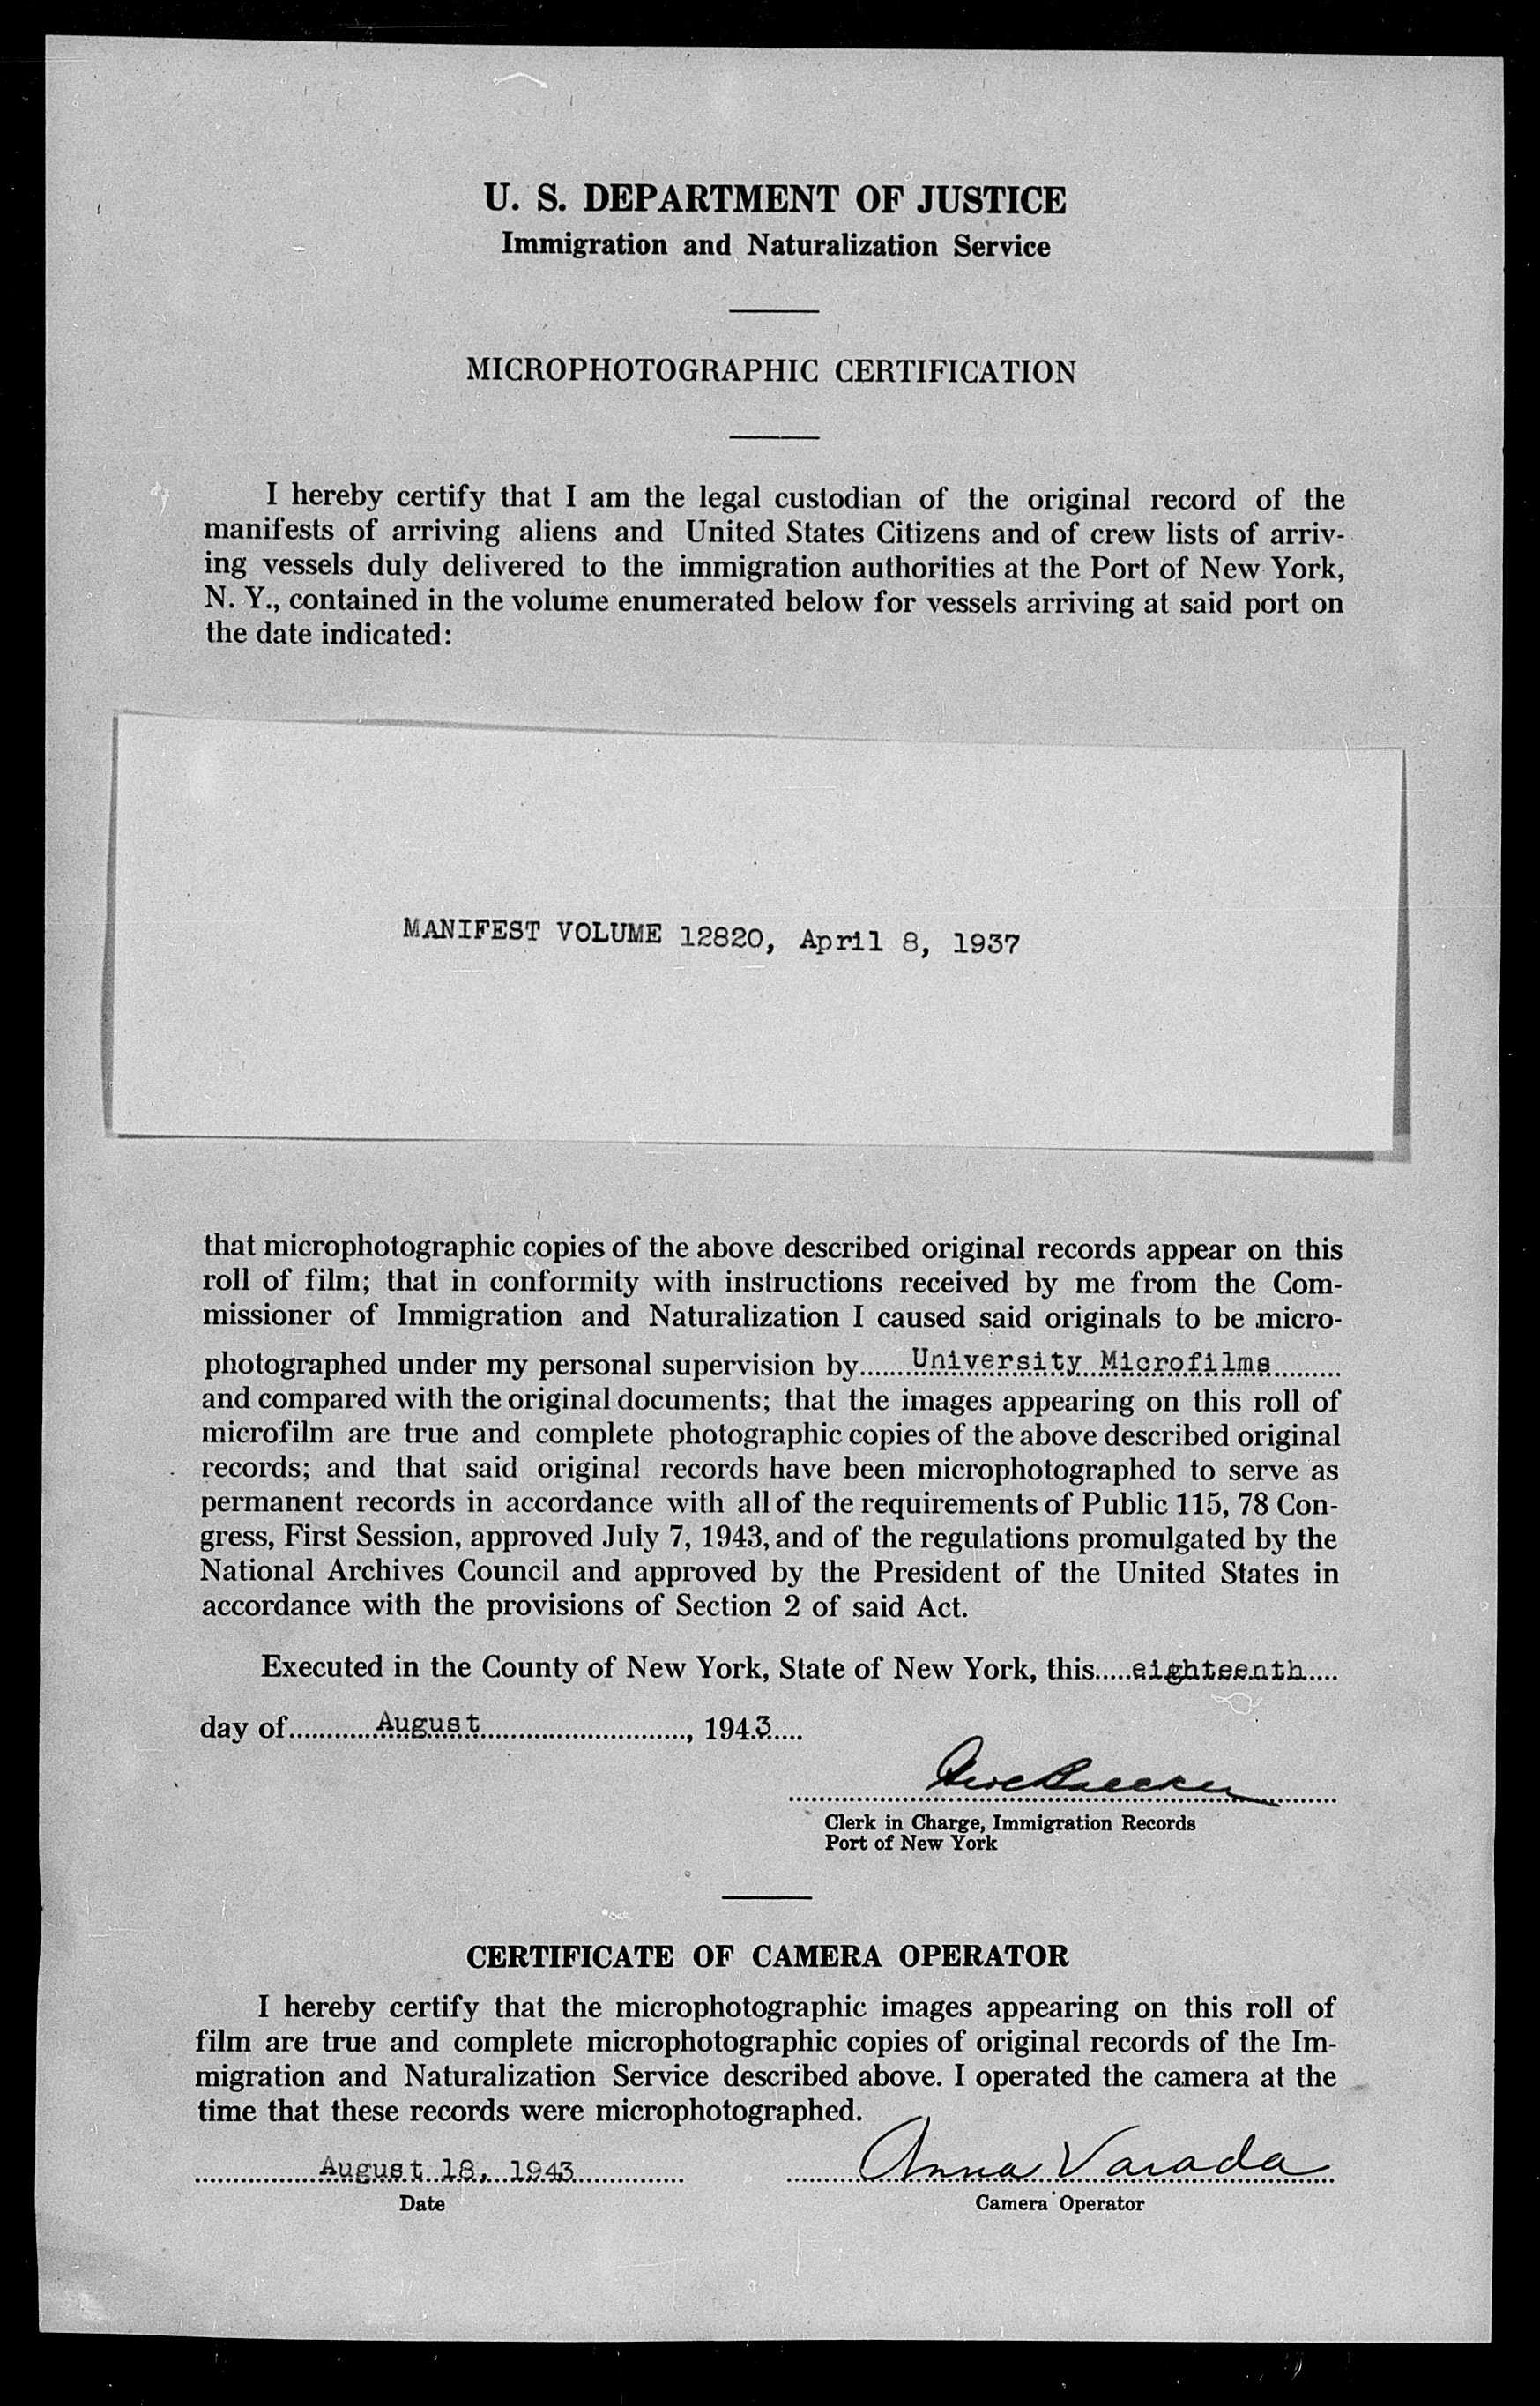 U. S. DEPARTMENT OF JUSTICE
Immigration and Naturalization Service
MICROPHOTOGRAPHIC CERTIFICATION
I hereby certify that I am the legal custodian of the original record of the
manifests of arriving aliens and United States Citizens and of crew lists of arriv-
ing vessels duly delivered to the immigration authorities at the Port of New York,
N. Y., contained in the volume enumerated below for vessels arriving at said port on
the date indicated:
MANIFEST VOLUME 12820, April 8, 1937
that microphotographic copies of the above described original records appear on this
roll of film; that in conformity with instructions received by me from the Com-
missioner of Immigration and Naturalization I caused said originals to be micro-
photographed under my personal supervision by......University Microfilms..........
and compared with the original documents; that the images appearing on this roll of
microfilm are true and complete photographic copies of the above described original
records; and that said original records have been microphotographed to serve as
permanent records in accordance with all of the requirements of Public 115, 78 Con-
gress, First Session, approved July 7, 1943, and of the regulations promulgated by the
National Archives Council and approved by the President of the United States in
accordance with the provisions of Section 2 of said Act.
Executed in the County of New York, State of New York, this.....eighteenth.....
day of............August................................, 1943.....
Clerk in Charge, Immigration Records
Port of New York
CERTIFICATE OF CAMERA OPERATOR
I hereby certify that the microphotographic images appearing on this roll of
film are true and complete microphotographic copies of original records of the Im-
migration and Naturalization Service described above. I operated the camera at the
time that these records were microphotographed.
August 18, 1943 Anna Varada
Date Camera Operator